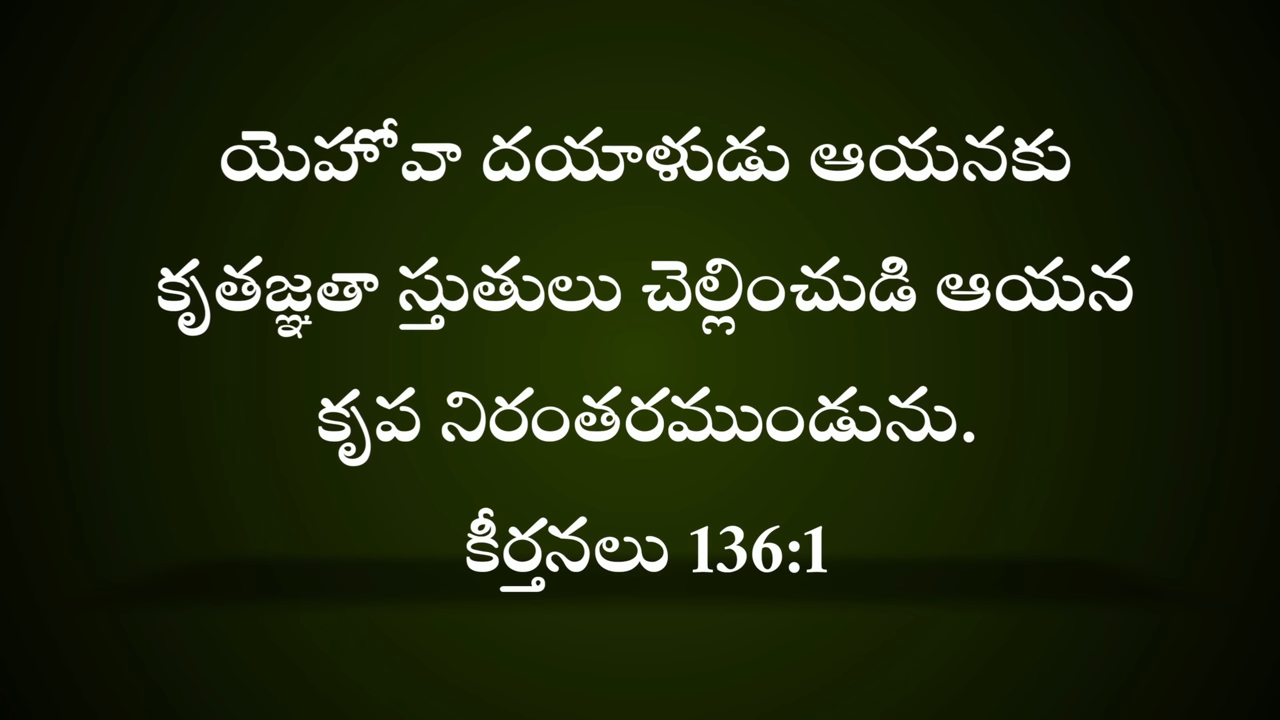 యెహోవా దయాళుడు ఆయనకు
కృతజ్ఞతా స్తుతులు చెల్లించుడి ఆయన
కృప నిరంతరముండును.
కీర్తనలు 136:1